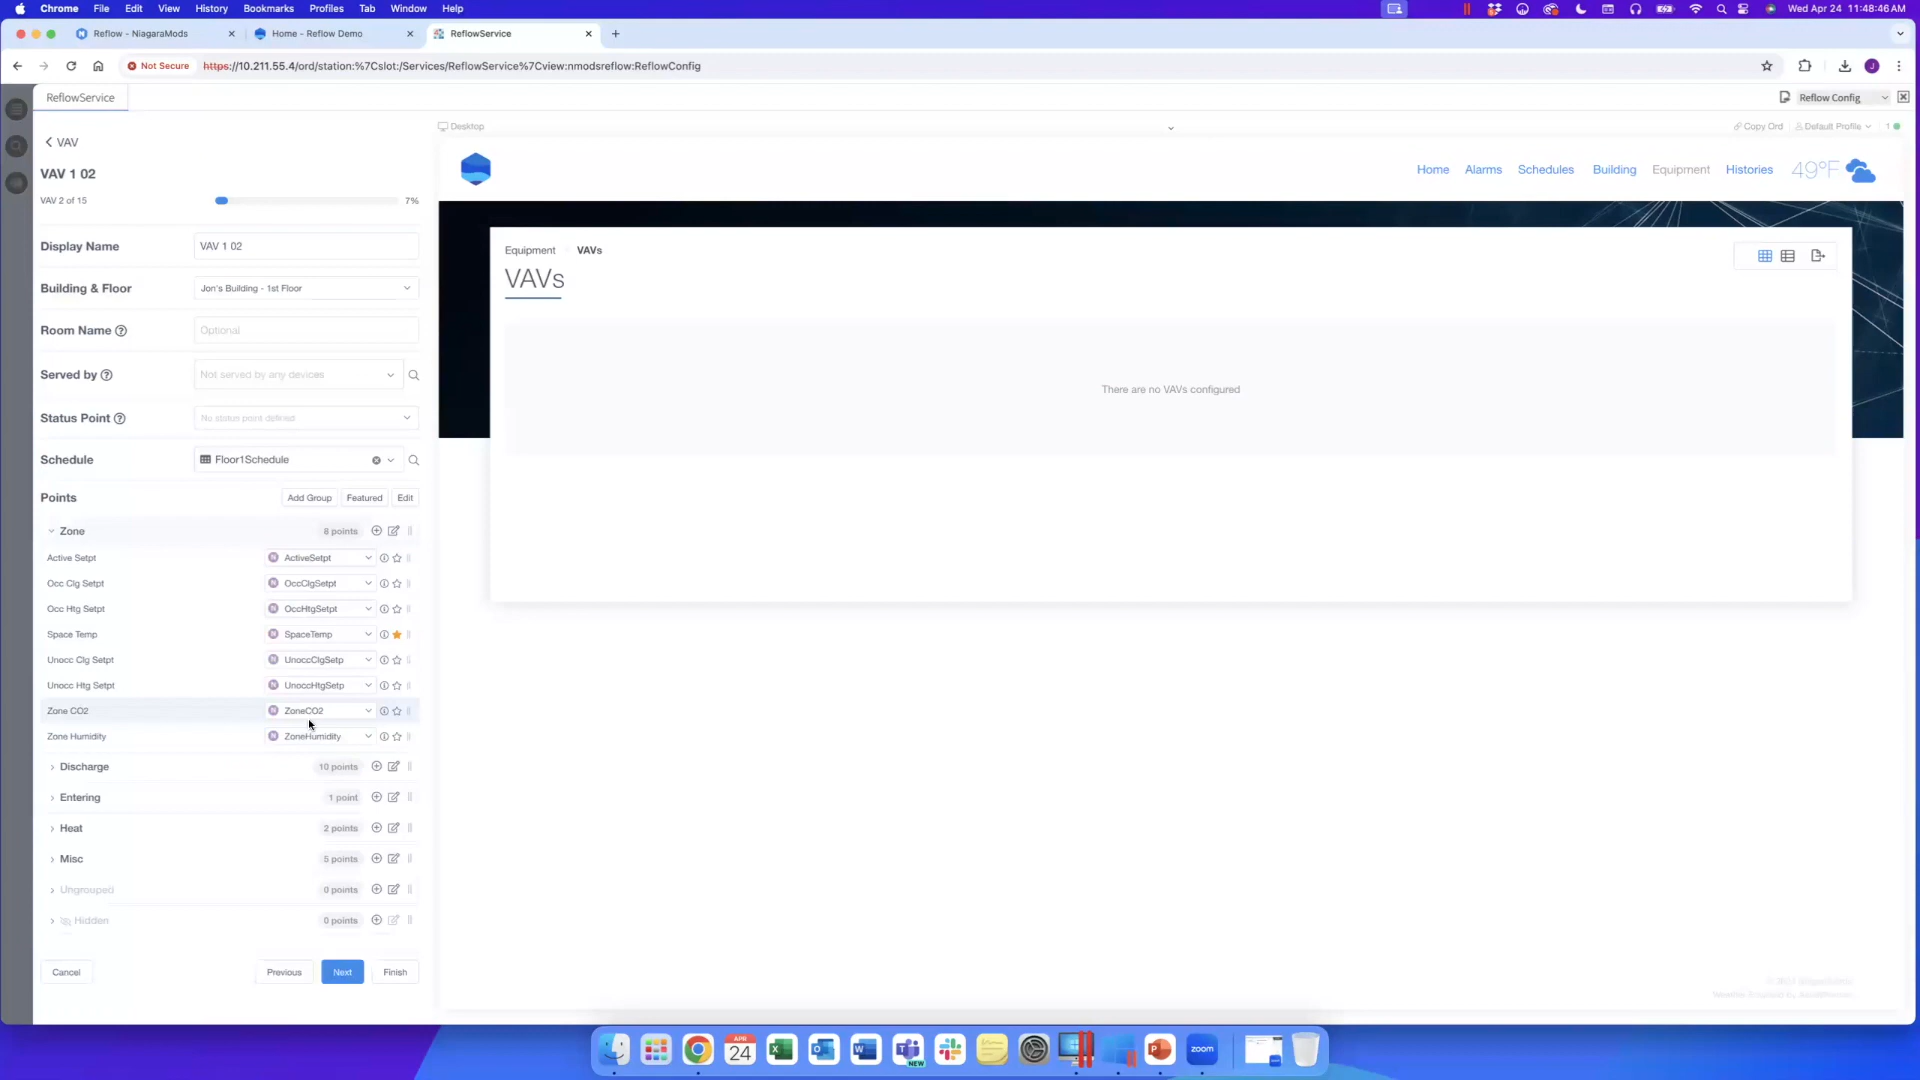 Chrome File Edit View History Bookmarks Profiles Tab Window Help Wed Apr 24 11:48:46 AM
Reflow - NiagaraMods Home - Reflow Demo ReflowService
Not Secure https://10.211.55.4/ord/station:%7Cslot:/Services/ReflowService%7Cview:nmodsreflow:ReflowConfig
ReflowService Reflow Config
Desktop Copy Ord Default Profile 1
VAV
VAV 1 02
VAV 2 of 15 7%
Home Alarms Schedules Building Equipment Histories 49°F
Display Name VAV 1 02
Building & Floor Jon's Building - 1st Floor
Room Name Optional
Served by Not served by any devices
Status Point No status point defined
Schedule Floor1Schedule
Points Add Group Featured Edit
Zone 8 points
Active Setpt ActiveSetpt
Occ Clg Setpt OccClgSetpt
Occ Htg Setpt OccHtgSetpt
Space Temp SpaceTemp
Unocc Clg Setpt UnoccClgSetp
Unocc Htg Setpt UnoccHtgSetp
Zone CO2 ZoneCO2
Zone Humidity ZoneHumidity
Discharge 10 points
Entering 1 point
Heat 2 points
Misc 5 points
Ungrouped 0 points
Hidden 0 points
Cancel Previous Next Finish
Equipment VAVs
VAVs
There are no VAVs configured
APR
24
NEW
zoom